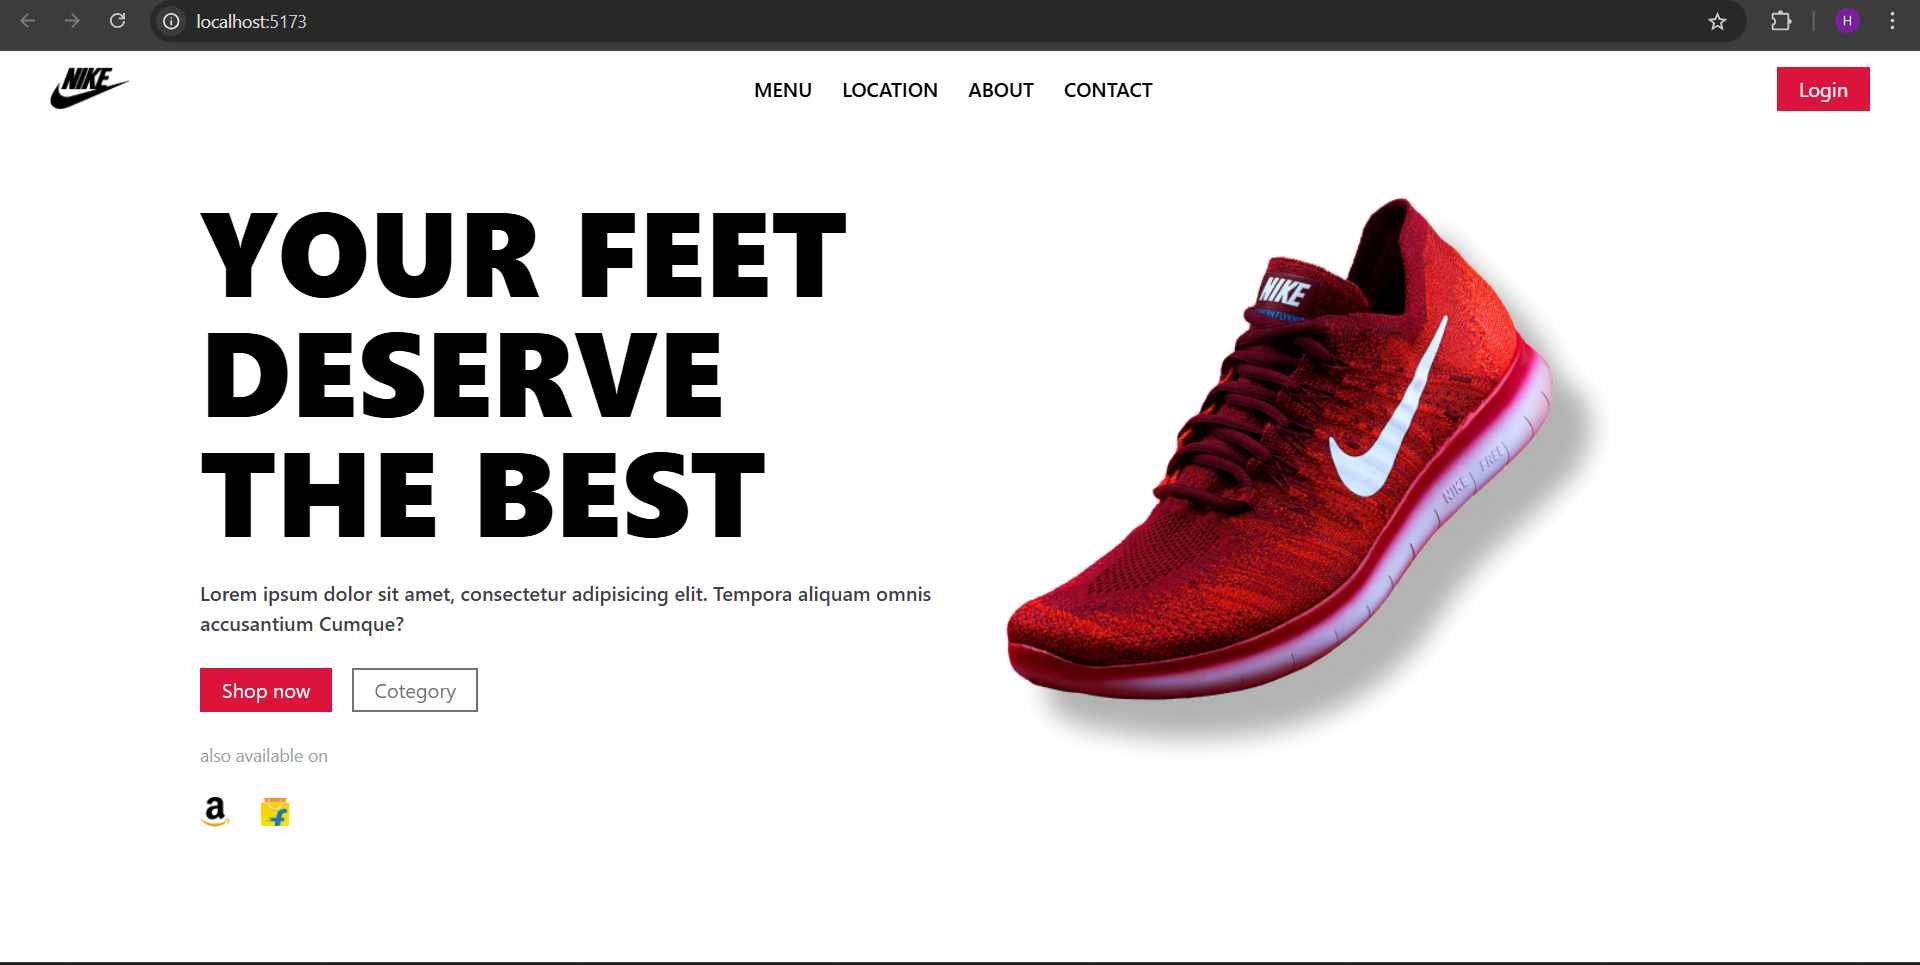 localhost:5173
H
NIKE
MENU LOCATION ABOUT CONTACT
Login
YOUR FEET
DESERVE
THE BEST
Lorem ipsum dolor sit amet, consectetur adipisicing elit. Tempora aliquam omnis
accusantium Cumque?
Shop now Cotegory
also available on
a f
NIKE
NIKE FREE